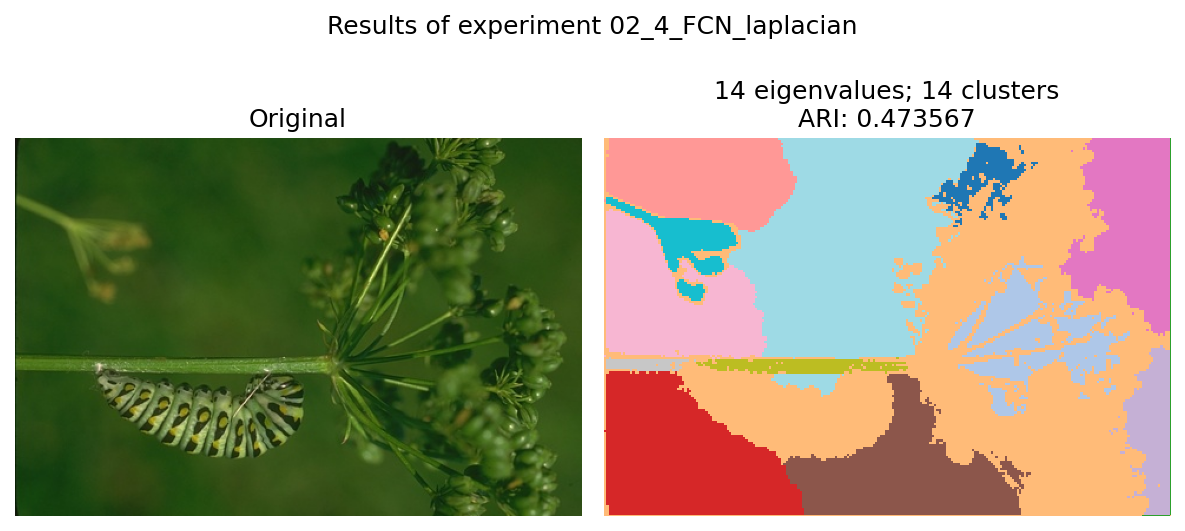 Results of experiment 02_4_FCN_laplacian
Original
14 eigenvalues; 14 clusters
ARI: 0.473567